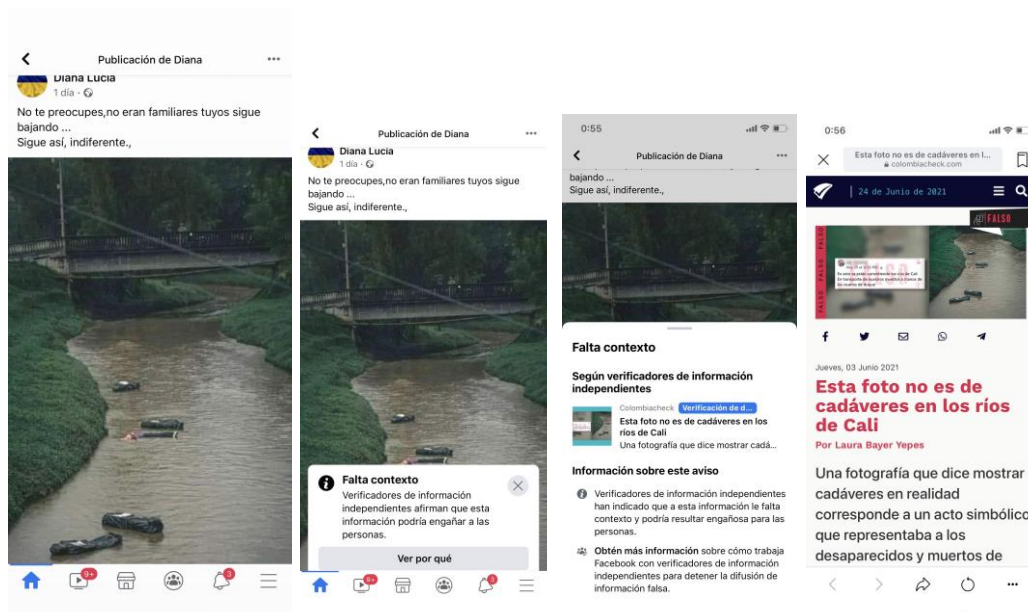 Publicación de Diana
Diana Lucia
1 día
No te preocupes,no eran familiares tuyos sigue
bajando ...
Sigue así, indiferente.,
9+
3
Publicación de Diana
Diana Lucia
1 día
No te preocupes,no eran familiares tuyos sigue
bajando ...
Sigue así, indiferente.,
Falta contexto
Verificadores de información
independientes afirman que esta
información podría engañar a las
personas.
Ver por qué
9+
3
0:55
Publicación de Diana
bajando ...
Sigue así, indiferente.,
Falta contexto
Según verificadores de información
independientes
Colombiacheck Verificación de d...
Esta foto no es de cadáveres en los
ríos de Cali
Una fotografía que dice mostrar cadá...
Información sobre este aviso
Verificadores de información independientes
han indicado que a esta información le falta
contexto y podría resultar engañosa para las
personas.
Obtén más información sobre cómo trabaja
Facebook con verificadores de información
independientes para detener la difusión de
información falsa.
0:56
Esta foto no es de cadáveres en l...
colombiacheck.com
24 de Junio de 2021
FALSO
FALSO FALSO FALSO
Jueves, 03 Junio 2021
Esta foto no es de
cadáveres en los ríos
de Cali
Por Laura Bayer Yepes
Una fotografía que dice mostrar
cadáveres en realidad
corresponde a un acto simbólico
que representaba a los
desaparecidos y muertos de